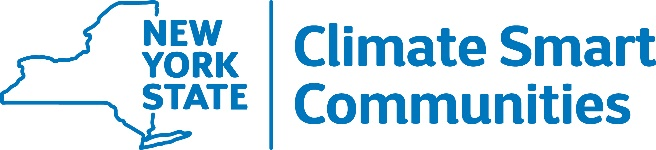 NEW
YORK
STATE
Climate Smart
Communities